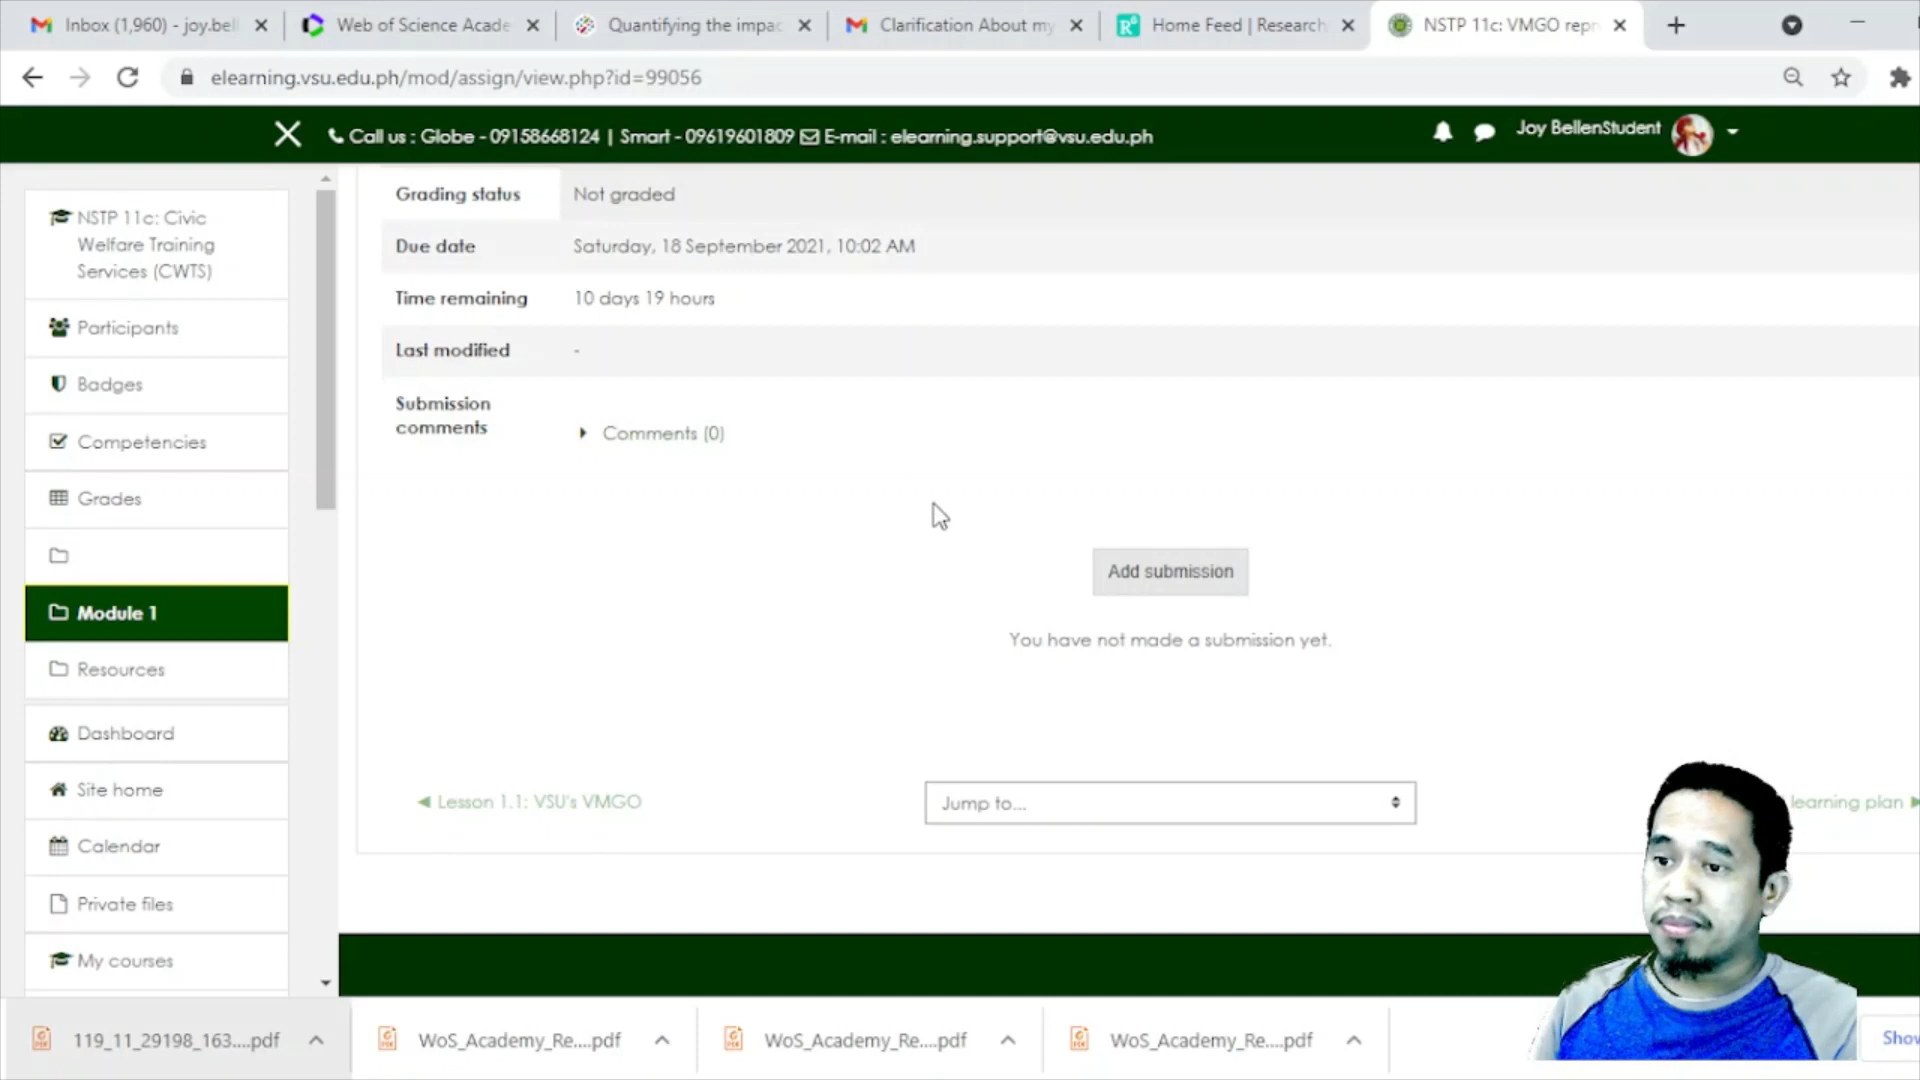 Inbox (1,960) - joy.bell
Web of Science Acade
Quantifying the impac
Clarification About my
Home Feed | Research
NSTP 11c: VMGO repr
elearning.vsu.edu.ph/mod/assign/view.php?id=99056
Call us : Globe - 09158668124 | Smart - 09619601809 E-mail : elearning.support@vsu.edu.ph
Joy BellenStudent
NSTP 11c: Civic
Welfare Training
Services (CWTS)
Participants
Badges
Competencies
Grades
Module 1
Resources
Dashboard
Site home
Calendar
Private files
My courses
Grading status Not graded
Due date Saturday, 18 September 2021, 10:02 AM
Time remaining 10 days 19 hours
Last modified -
Submission
comments
Comments (0)
Add submission
You have not made a submission yet.
Lesson 1.1: VSU's VMGO
Jump to...
learning plan
119_11_29198_163....pdf
WoS_Academy_Re....pdf
WoS_Academy_Re....pdf
WoS_Academy_Re....pdf
Show